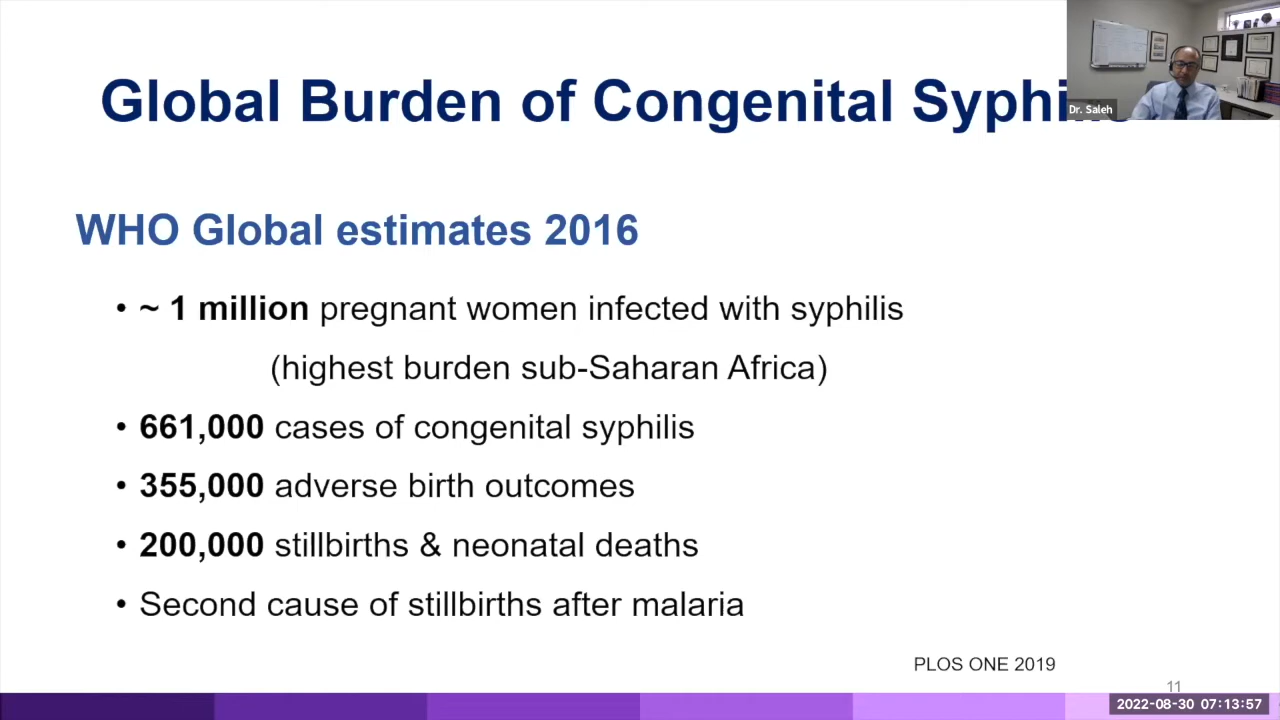 Global Burden of Congenital
Dr. Saleh
WHO Global estimates 2016
• ~ 1 million pregnant women infected with syphilis
(highest burden sub-Saharan Africa)
• 661,000 cases of congenital syphilis
• 355,000 adverse birth outcomes
• 200,000 stillbirths & neonatal deaths
• Second cause of stillbirths after malaria
PLOS ONE 2019
11
2022-08-30 07:13:57